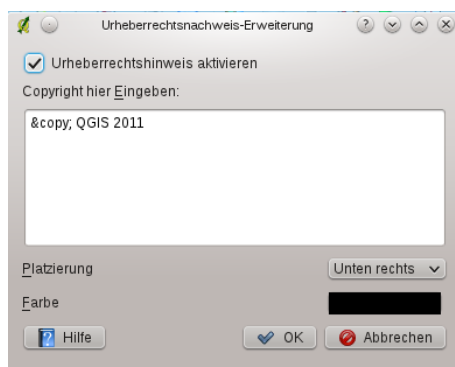 Urheberrechtsnachweis-Erweiterung
Urheberrechtshinweis aktivieren
Copyright hier Eingeben:
&copy; QGIS 2011
Platzierung Unten rechts
Farbe
Hilfe OK Abbrechen